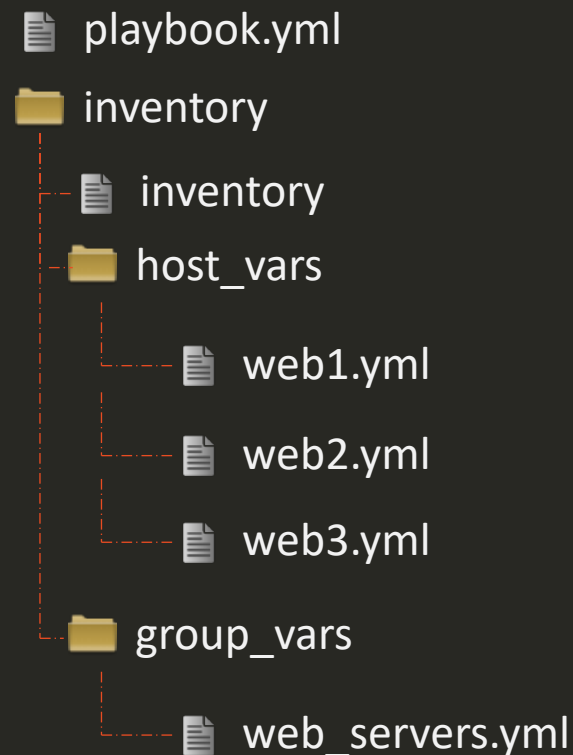 playbook.yml
inventory
inventory
host_vars
web1.yml
web2.yml
web3.yml
group_vars
web_servers.yml